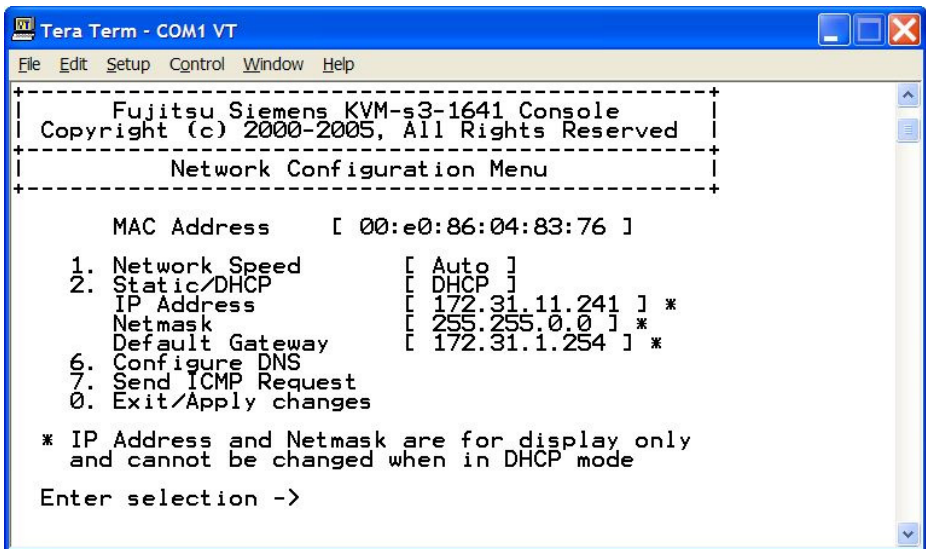 Tera Term - COM1 VT
File Edit Setup Control Window Help
+---------------------------------------------+
| Fujitsu Siemens KVM-s3-1641 Console |
| Copyright (c) 2000-2005, All Rights Reserved |
+---------------------------------------------+
| Network Configuration Menu |
+---------------------------------------------+
MAC Address [ 00:e0:86:04:83:76 ]
1. Network Speed [ Auto ]
2. Static/DHCP [ DHCP ]
IP Address [ 172.31.11.241 ] *
Netmask [ 255.255.0.0 ] *
Default Gateway [ 172.31.1.254 ] *
6. Configure DNS
7. Send ICMP Request
0. Exit/Apply changes
* IP Address and Netmask are for display only
and cannot be changed when in DHCP mode
Enter selection ->